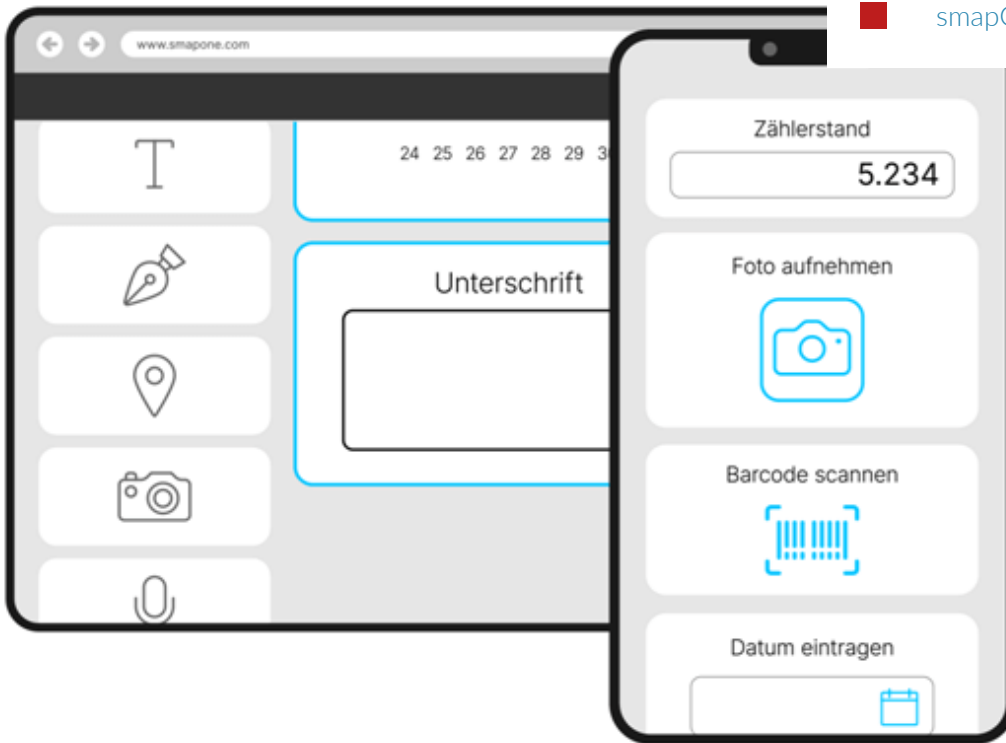 smapO
www.smapone.com
24 25 26 27 28 29 30
Unterschrift
Zählerstand
5.234
Foto aufnehmen
Barcode scannen
Datum eintragen